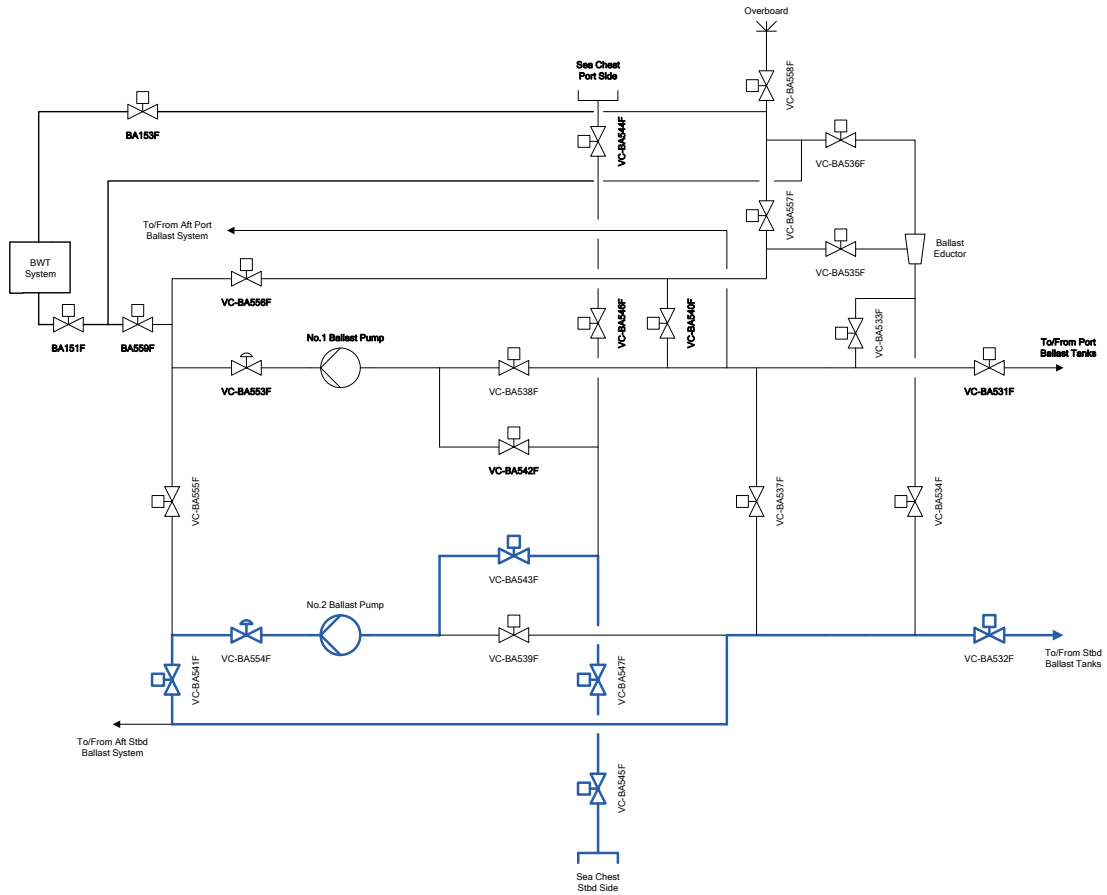 Overboard
VC-BA558F
Sea Chest
Port Side
BA153F
VC-BA544F
VC-BA536F
VC-BA557F
To/From Aft Port
Ballast System
Ballast
Eductor
BWT
System
VC-BA535F
VC-BA556F
VC-BA546F
VC-BA540F
VC-BA533F
BA151F
BA559F
No.1 Ballast Pump
To/From Port
Ballast Tanks
VC-BA553F
VC-BA538F
VC-BA531F
VC-BA542F
VC-BA555F
VC-BA537F
VC-BA534F
VC-BA543F
No.2 Ballast Pump
VC-BA554F
VC-BA539F
VC-BA532F
To/From Stbd
Ballast Tanks
VC-BA541F
VC-BA547F
To/From Aft Stbd
Ballast System
VC-BA545F
Sea Chest
Stbd Side